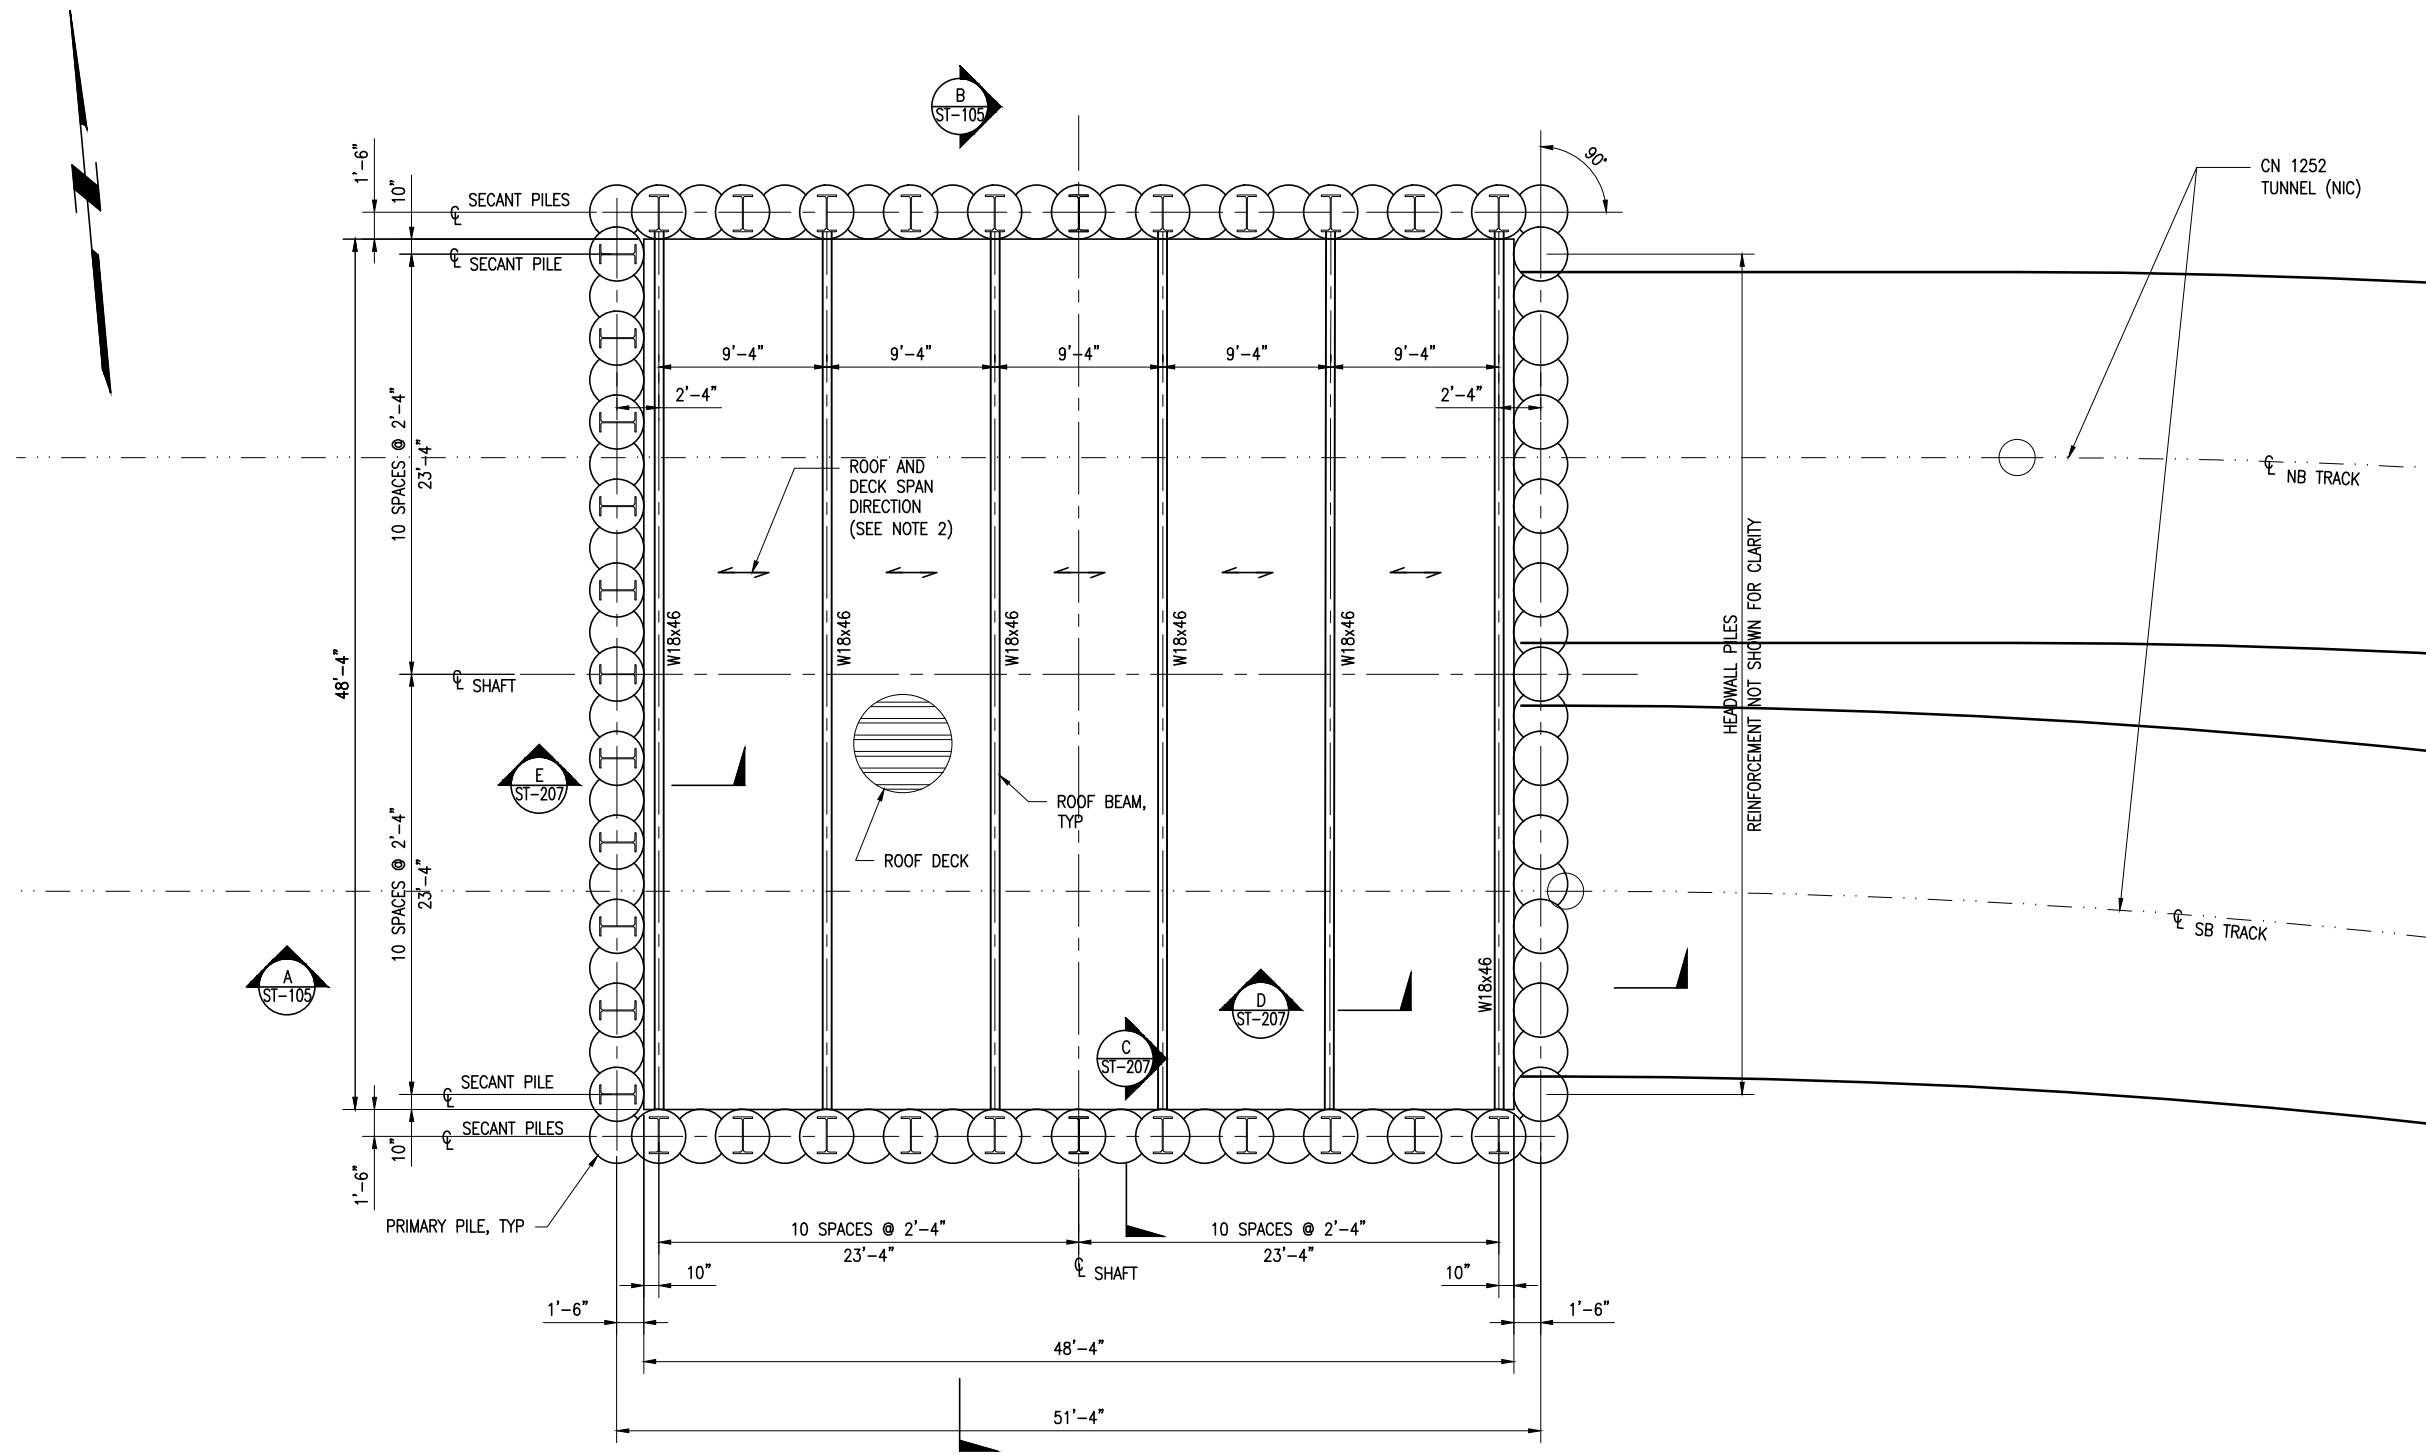 B
ST-105
90°
CN 1252
TUNNEL (NIC)
1'-6"
10"
℄ SECANT PILES
℄ SECANT PILE
9'-4"
9'-4"
9'-4"
9'-4"
9'-4"
2'-4"
2'-4"
10 SPACES @ 2'-4"
23'-4"
ROOF AND
DECK SPAN
DIRECTION
(SEE NOTE 2)
℄ NB TRACK
W18x46
W18x46
W18x46
W18x46
W18x46
HEADWALL PILES
REINFORCEMENT NOT SHOWN FOR CLARITY
48'-4"
℄ SHAFT
E
ST-207
ROOF BEAM,
TYP
ROOF DECK
10 SPACES @ 2'-4"
23'-4"
℄ SB TRACK
A
ST-105
W18x46
D
ST-207
C
ST-207
SECANT PILE
℄
SECANT PILES
℄
10"
1'-6"
PRIMARY PILE, TYP
10 SPACES @ 2'-4"
23'-4"
10 SPACES @ 2'-4"
23'-4"
℄ SHAFT
10"
10"
1'-6"
1'-6"
48'-4"
51'-4"